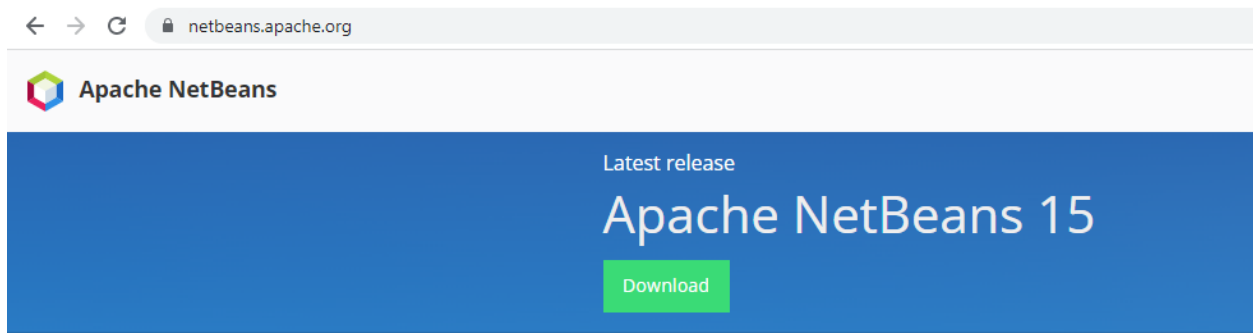 netbeans.apache.org
Apache NetBeans
Latest release
Apache NetBeans 15
Download